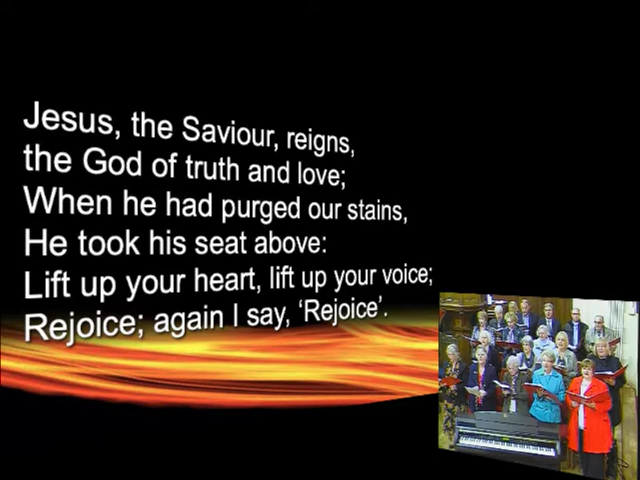 Jesus, the Saviour, reigns,
the God of truth and love;
When he had purged our stains,
He took his seat above:
Lift up your heart, lift up your voice;
Rejoice; again I say, ‘Rejoice’.